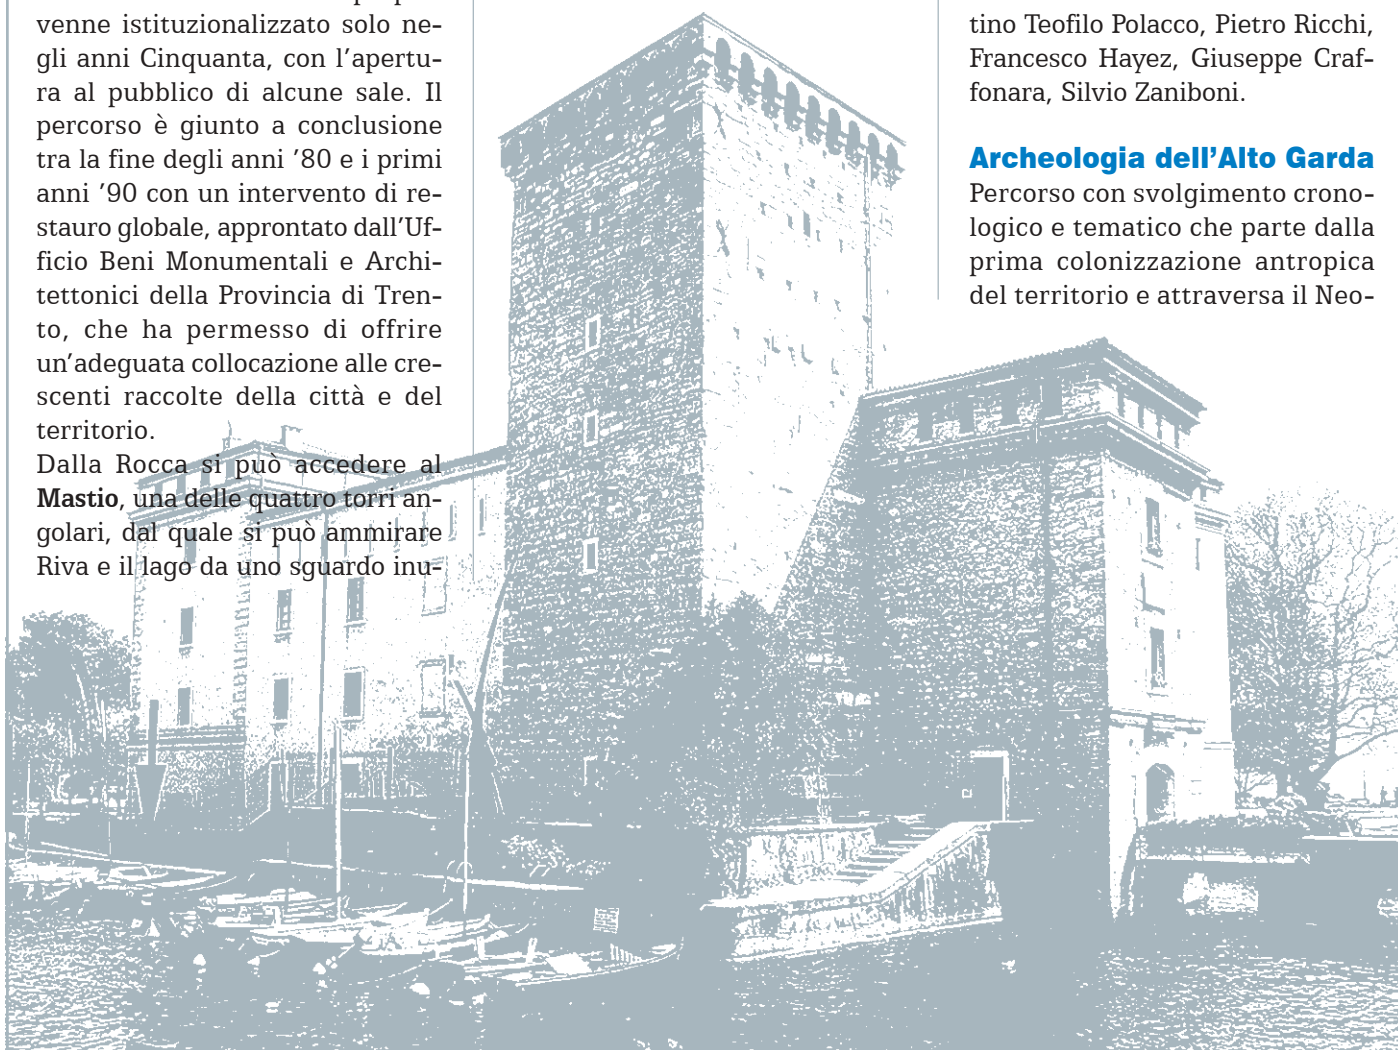 venne istituzionalizzato solo ne-
gli anni Cinquanta, con l'apertu-
ra al pubblico di alcune sale. Il
percorso è giunto a conclusione
tra la fine degli anni '80 e i primi
anni '90 con un intervento di re-
stauro globale, approntato dall'Uf-
ficio Beni Monumentali e Archi-
tettonici della Provincia di Tren-
to, che ha permesso di offrire
un'adeguata collocazione alle cre-
scenti raccolte della città e del
territorio.
Dalla Rocca si può accedere al
Mastio, una delle quattro torri an-
golari, dal quale si può ammirare
Riva e il lago da uno sguardo inu-
tino Teofilo Polacco, Pietro Ricchi,
Francesco Hayez, Giuseppe Craf-
fonara, Silvio Zaniboni.
Archeologia dell'Alto Garda
Percorso con svolgimento crono-
logico e tematico che parte dalla
prima colonizzazione antropica
del territorio e attraversa il Neo-